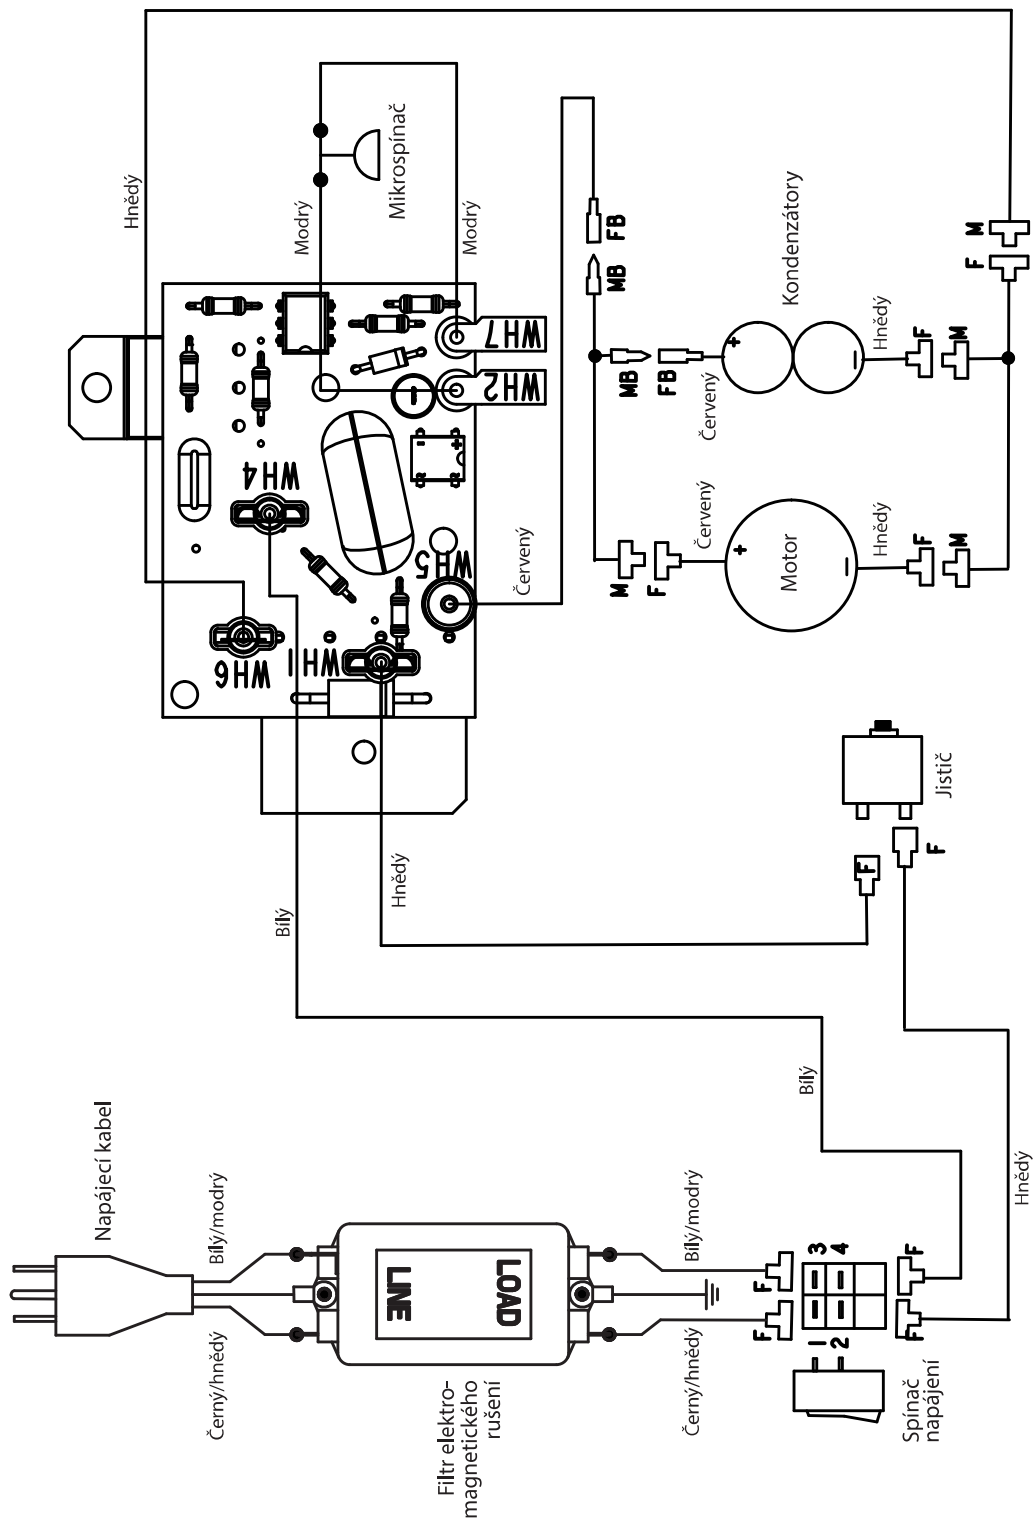 Napájecí kabel
Bílý/modrý
Černý/hnědý
LINE
LOAD
Filtr elektro-
magnetického
rušení
Bílý/modrý
Černý/hnědý
F
F
1
2
3
4
F
F
Spínač
napájení
Bílý
Bílý
Hnědý
Hnědý
F
F
Jistič
Hnědý
WH6
WH4
WH1
WH5
WH2
WH7
-
+
Modrý
Modrý
Mikrospínač
Červený
FB
MB
MB
FB
Červený
+
-
Kondenzátory
Hnědý
F
M
M
F
Červený
+
Motor
-
Hnědý
F
M
F
M